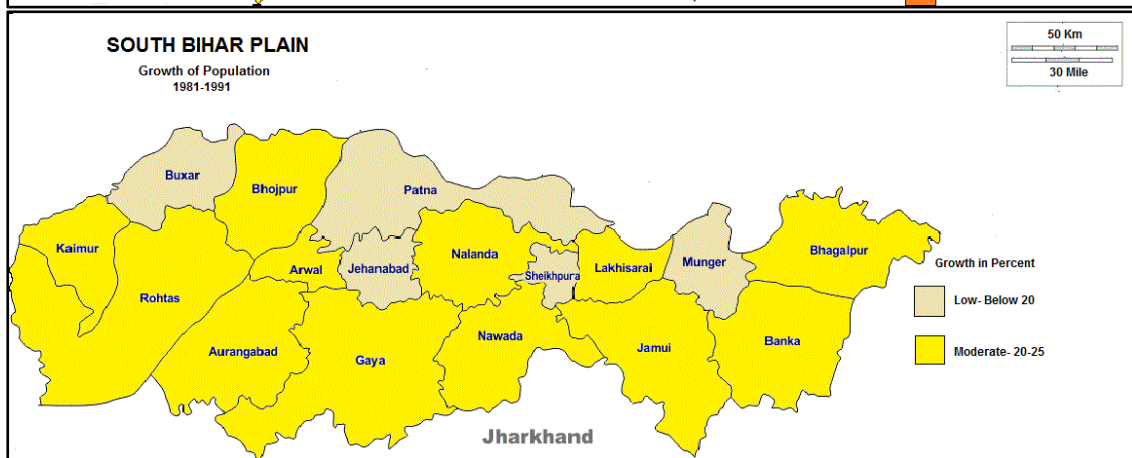 SOUTH BIHAR PLAIN
Growth of Population
1981-1991
50 Km
30 Mile
Buxar
Bhojpur
Patna
Kaimur
Rohtas
Arwal
Jehanabad
Nalanda
Sheikhpura
Lakhisarai
Munger
Bhagalpur
Aurangabad
Gaya
Nawada
Jamui
Banka
Jharkhand
Growth in Percent
Low- Below 20
Moderate- 20-25